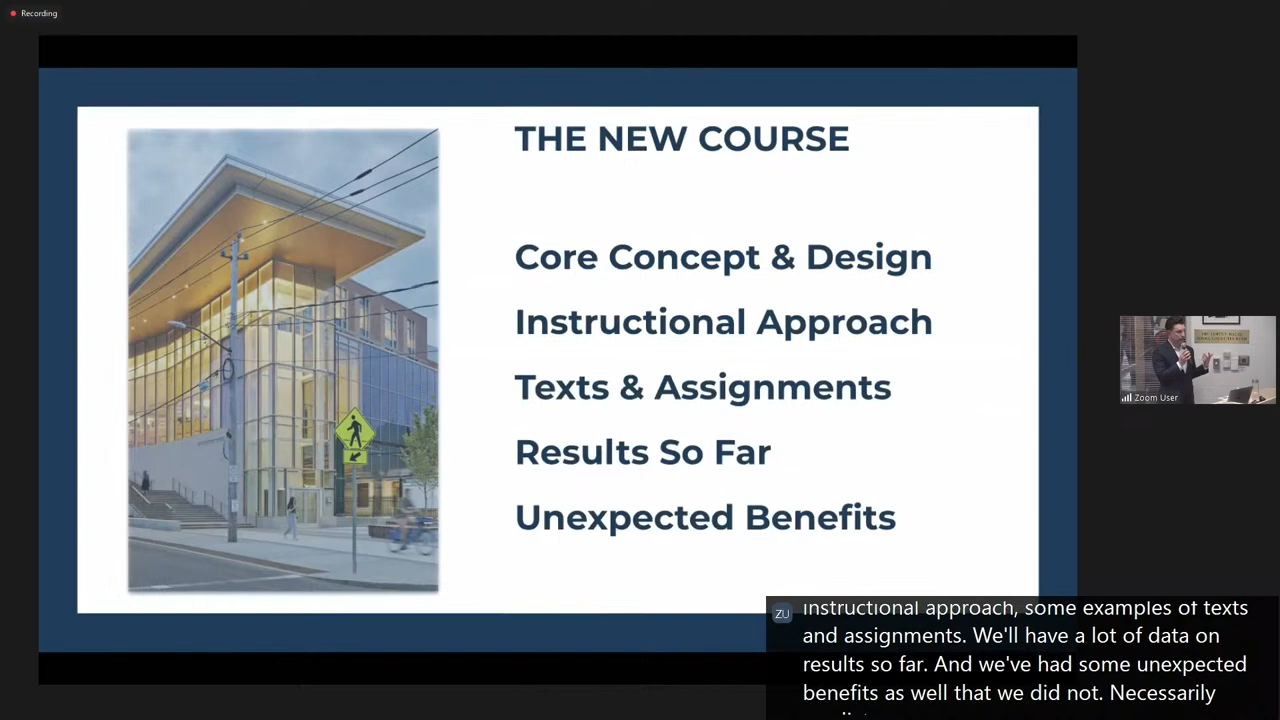 Recording
THE NEW COURSE
Core Concept & Design
Instructional Approach
Texts & Assignments
Results So Far
Unexpected Benefits
Zoom User
ZU
instructional approach, some examples of texts
and assignments. We'll have a lot of data on
results so far. And we've had some unexpected
benefits as well that we did not. Necessarily